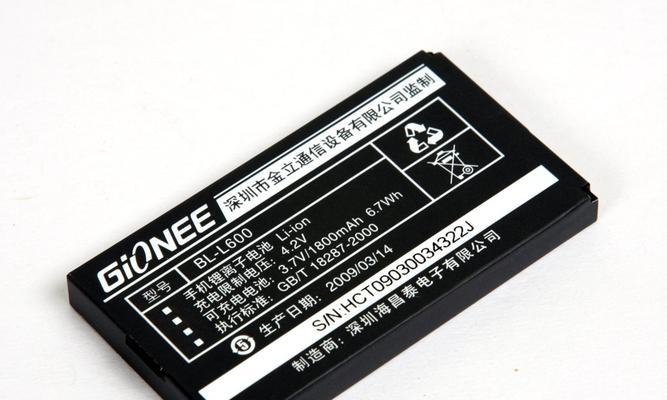 GiONEE
深圳市金立通信设备有限公司监制
型号 BL-L600
手机锂离子电池 Li-ion
充电限制电压: 4.2V
可充电电池: 3.7V/1800mAh 6.7Wh
执行标准: GB/T 18287-2000
5 生产日期: 2009/03/14
S/N:HCT09030034322J
制造商: 深圳海昌泰电子有限公司